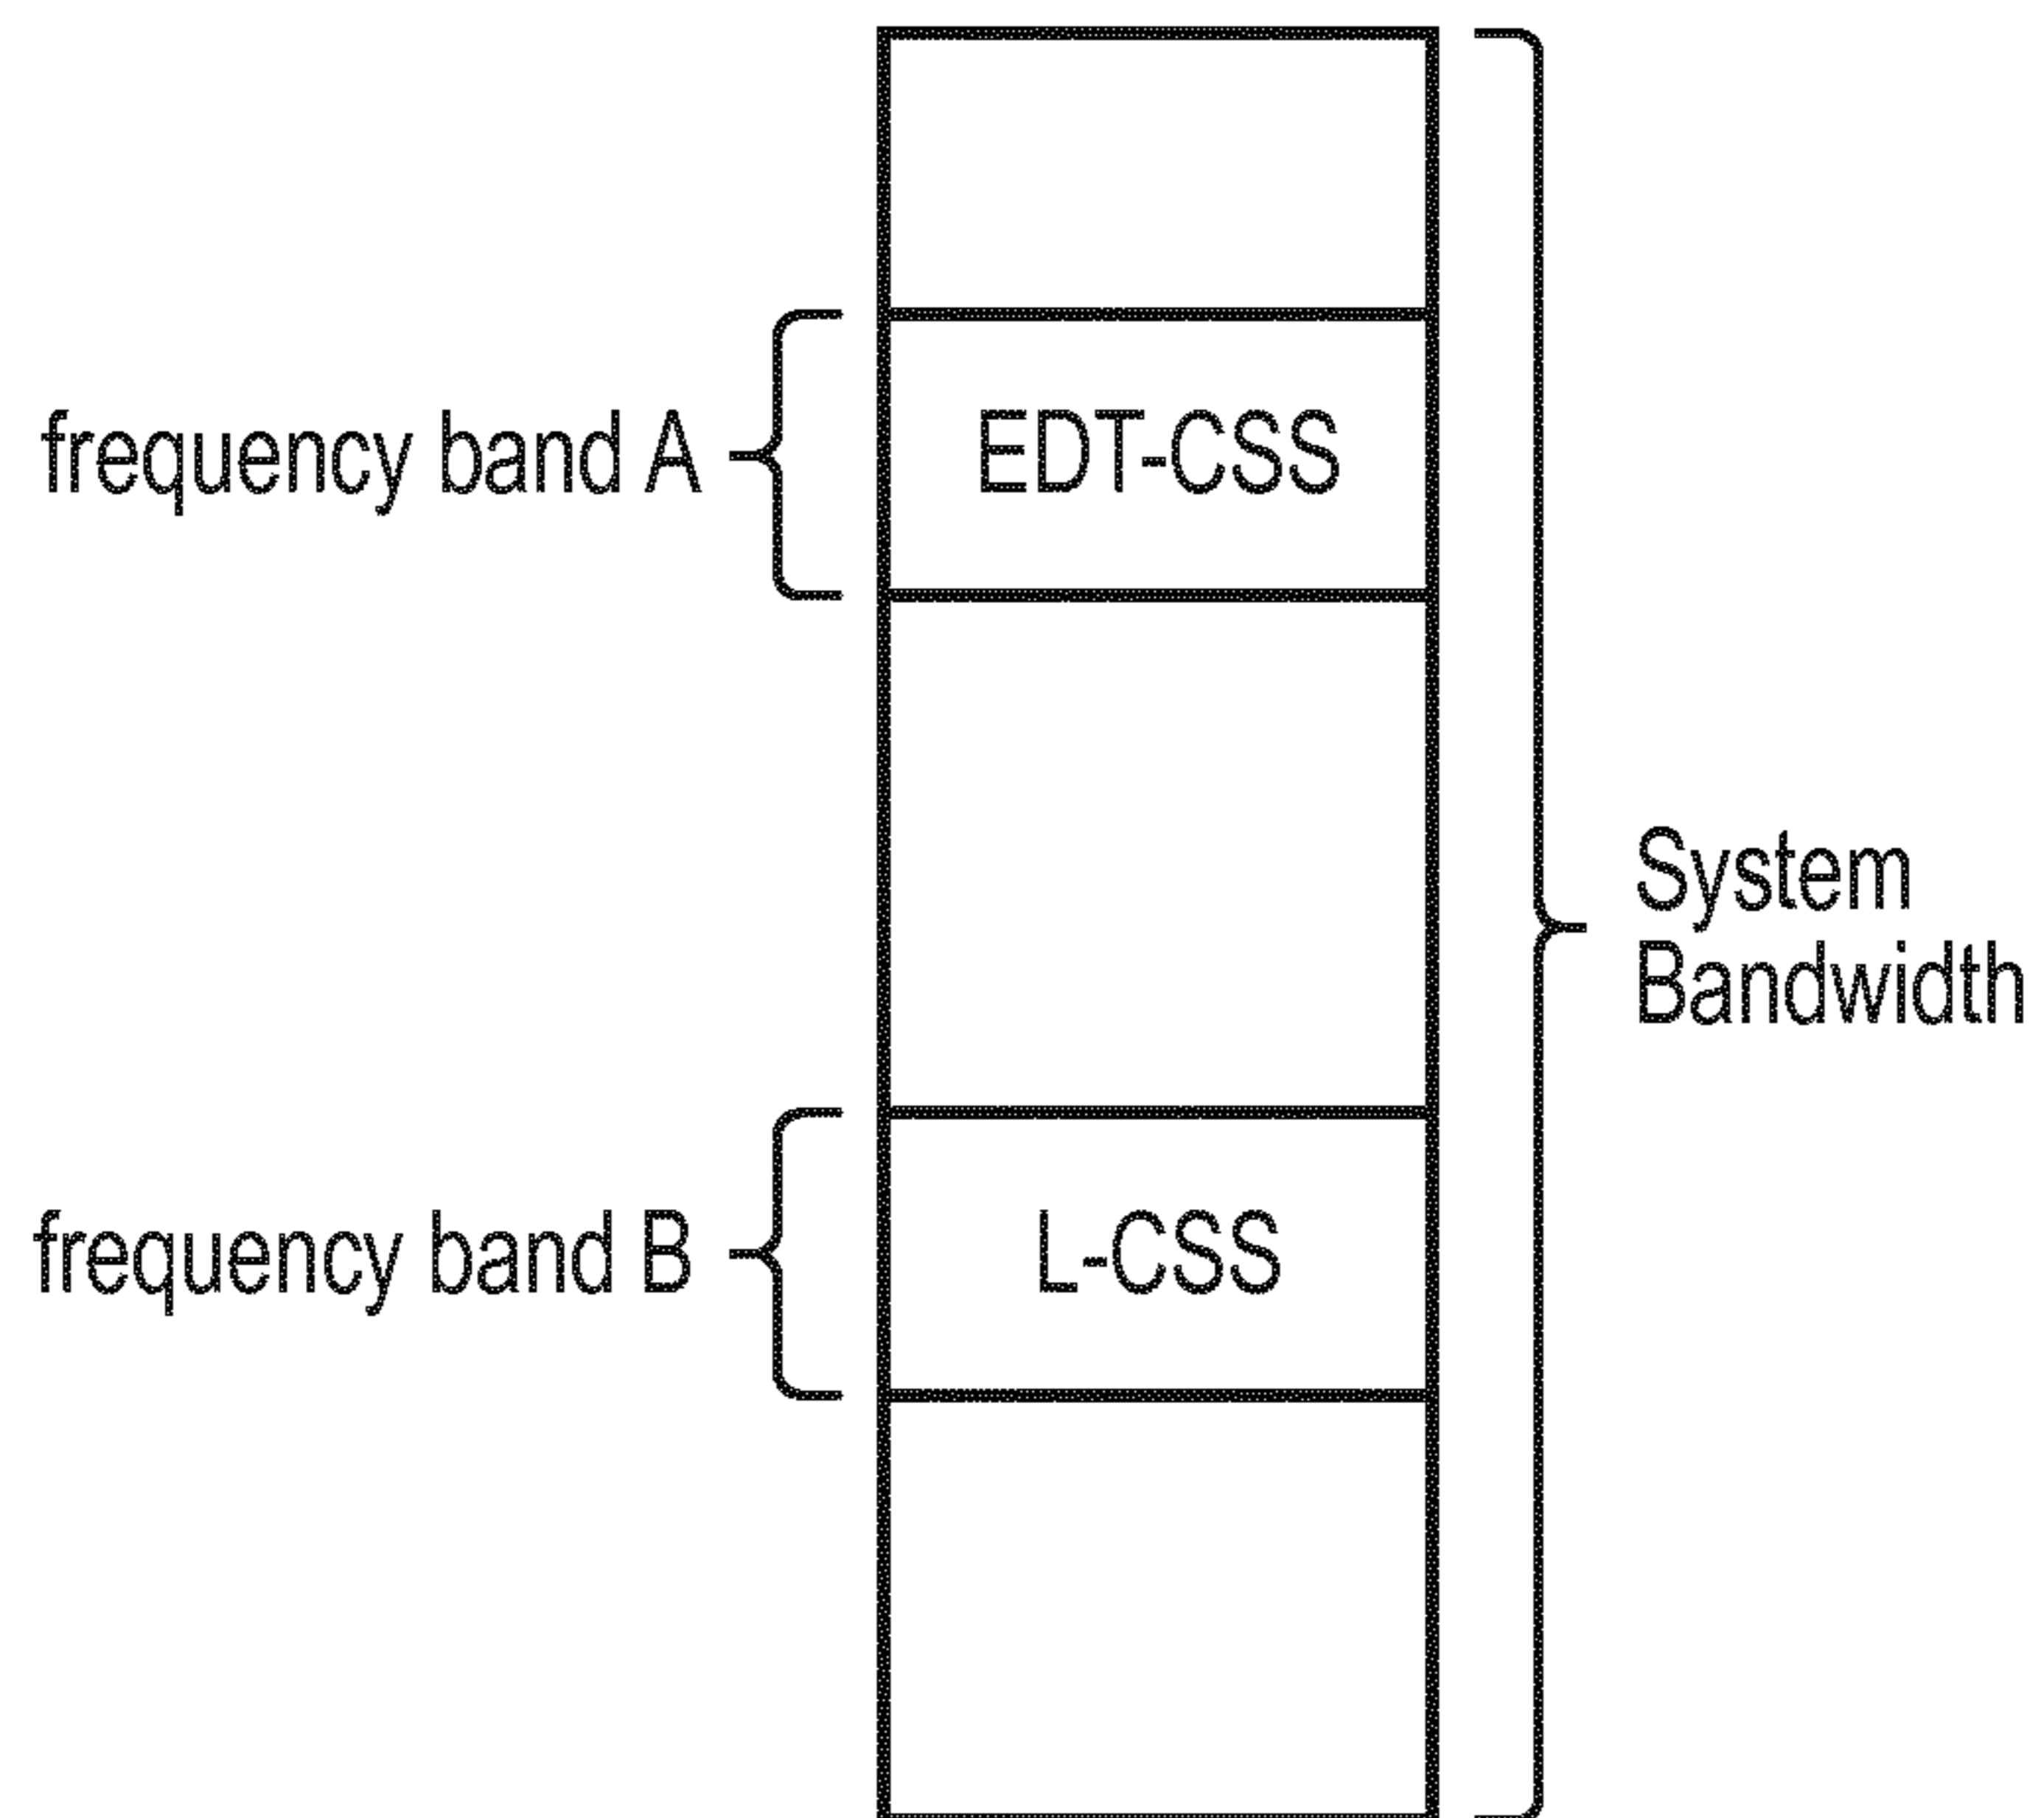 frequency band A
EDT-CSS
System
Bandwidth
frequency band B
L-CSS